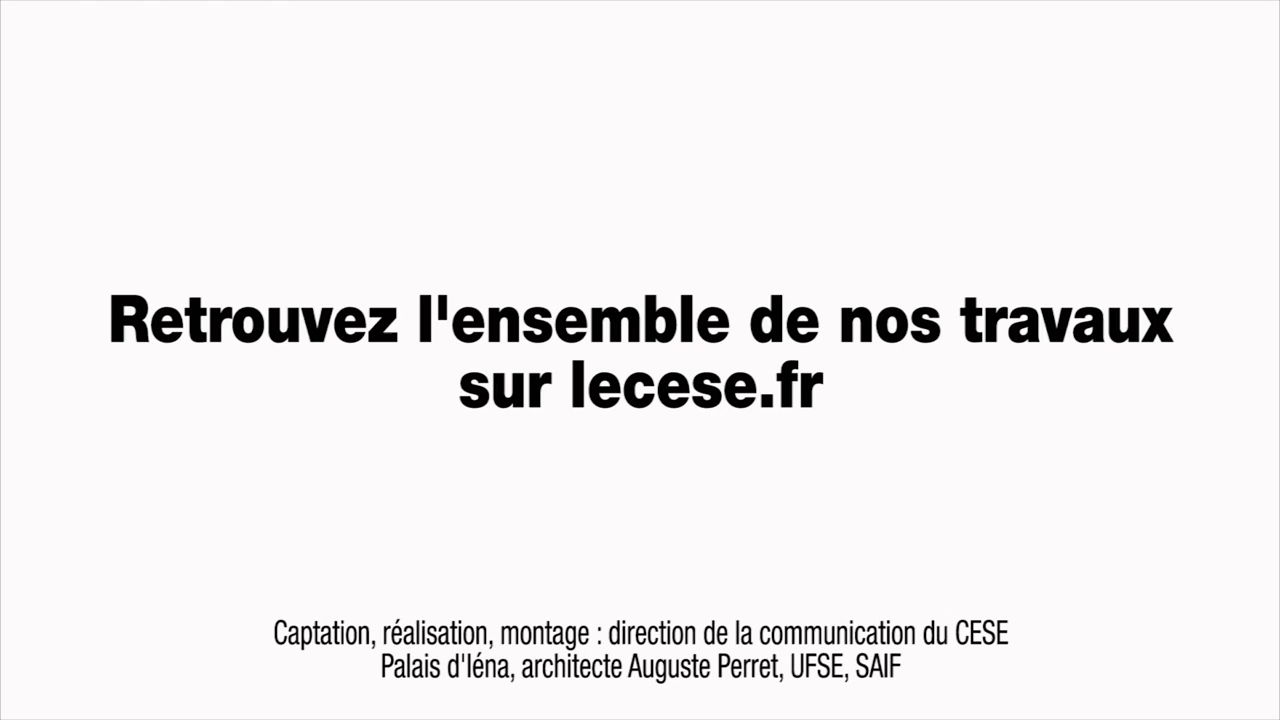 Retrouvez l'ensemble de nos travaux
sur lecese.fr
Captation, réalisation, montage : direction de la communication du CESE
Palais d'Iéna, architecte Auguste Perret, UFSE, SAIF